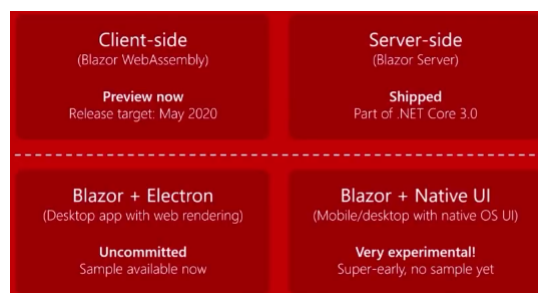 Client-side
(Blazor WebAssembly)
Preview now
Release target: May 2020
Server-side
(Blazor Server)
Shipped
Part of .NET Core 3.0
Blazor + Electron
(Desktop app with web rendering)
Uncommitted
Sample available now
Blazor + Native UI
(Mobile/desktop with native OS UI)
Very experimental!
Super-early, no sample yet